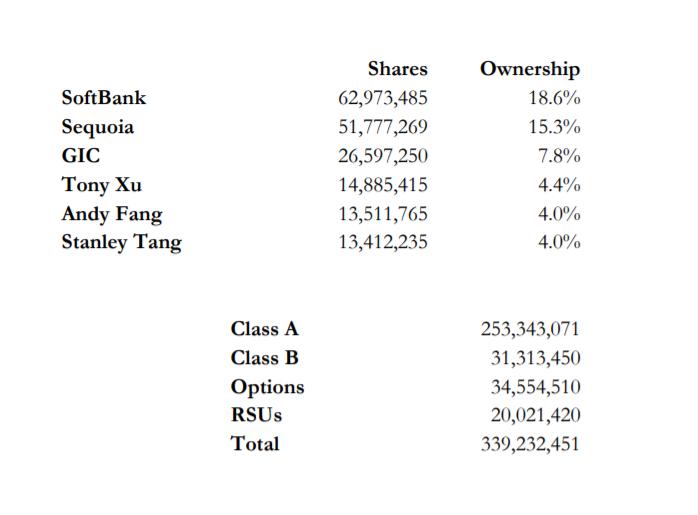 Shares Ownership
SoftBank 62,973,485 18.6%
Sequoia 51,777,269 15.3%
GIC 26,597,250 7.8%
Tony Xu 14,885,415 4.4%
Andy Fang 13,511,765 4.0%
Stanley Tang 13,412,235 4.0%
Class A 253,343,071
Class B 31,313,450
Options 34,554,510
RSUs 20,021,420
Total 339,232,451